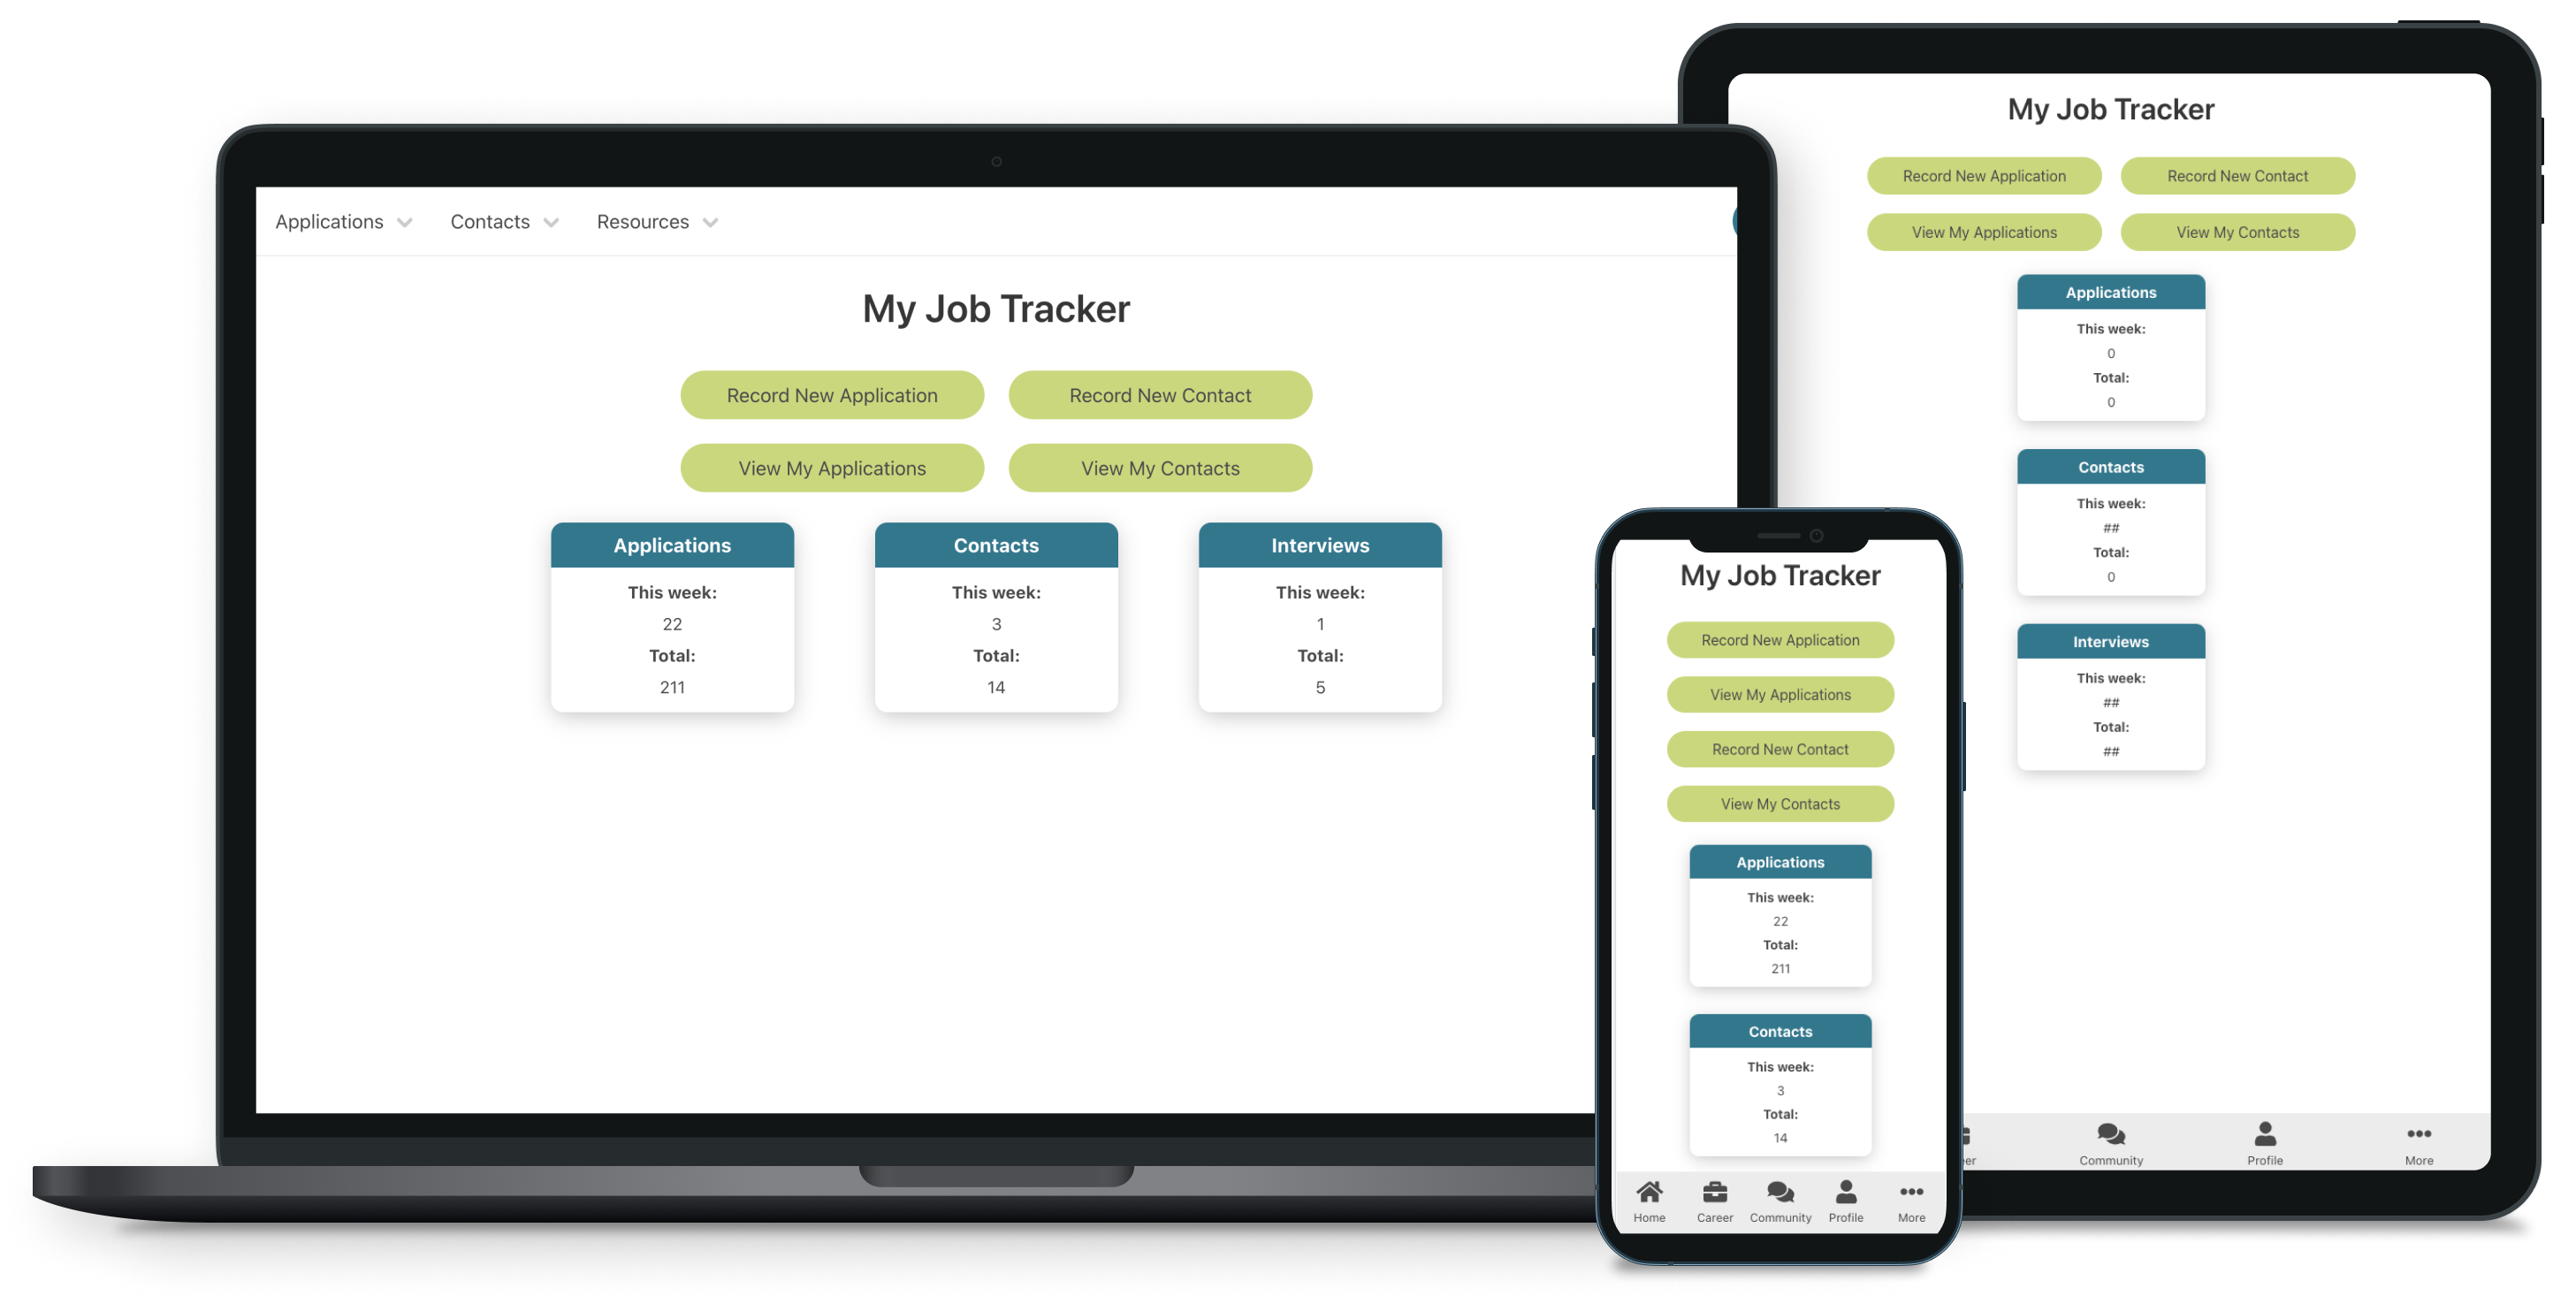 Applications Contacts Resources
My Job Tracker
Record New Application Record New Contact
View My Applications View My Contacts
Applications Contacts Interviews
This week: This week: This week:
22 3 1
Total: Total: Total:
211 14 5
My Job Tracker
Record New Application
View My Applications
Record New Contact
View My Contacts
Applications
This week:
22
Total:
211
Contacts
This week:
3
Total:
14
Home Career Community Profile More
My Job Tracker
Record New Application Record New Contact
View My Applications View My Contacts
Applications
This week:
0
Total:
0
Contacts
This week:
##
Total:
0
Interviews
This week:
##
Total:
##
Community Profile More